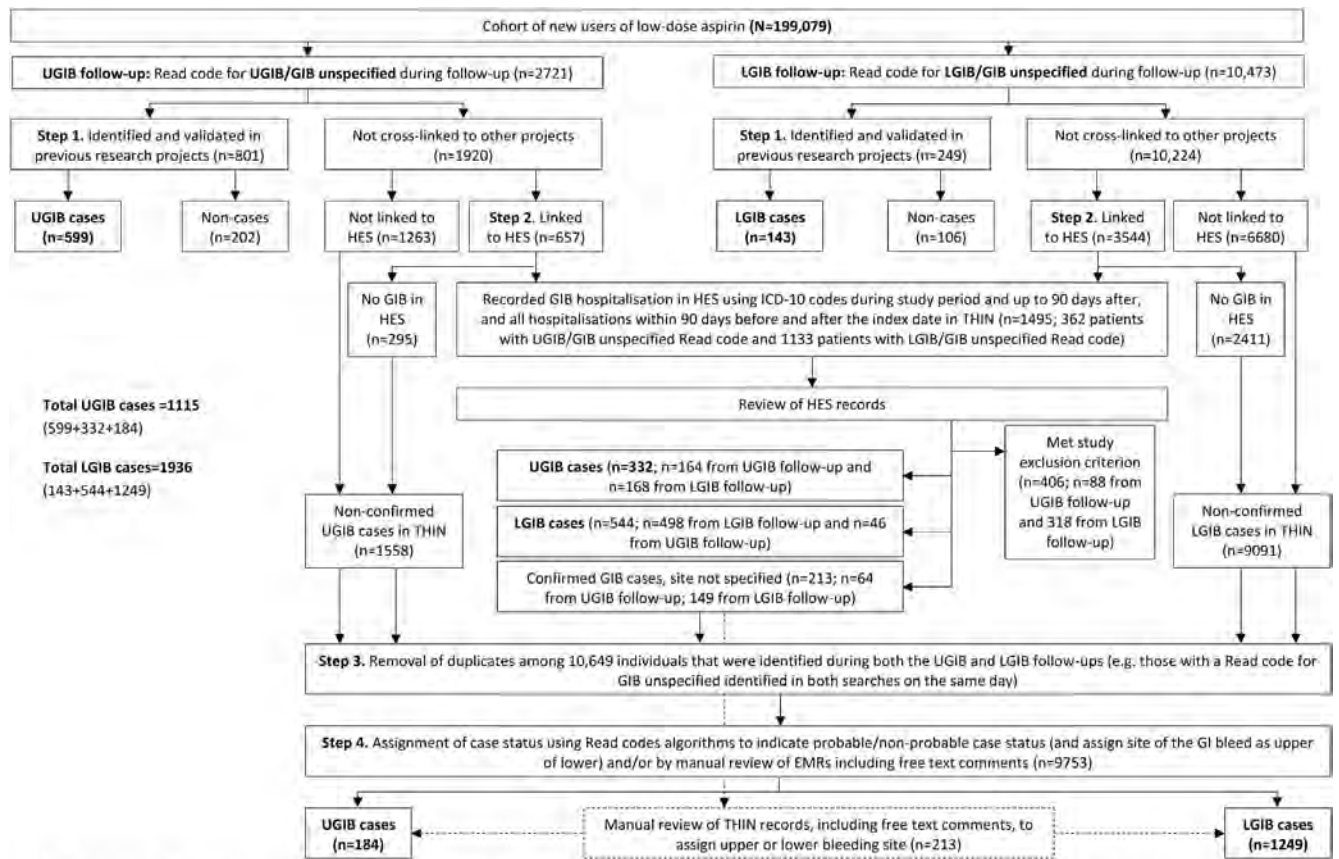 Cohort of new users of low-dose aspirin (N=199,079)
UGIB follow-up: Read code for UGIB/GIB unspecified during follow-up (n=2721)
LGIB follow-up: Read code for LGIB/GIB unspecified during follow-up (n=10,473)
Step 1. Identified and validated in
previous research projects (n=801)
Not cross-linked to other projects
(n=1920)
Step 1. Identified and validated in
previous research projects (n=249)
Not cross-linked to other projects
(n=10,224)
UGIB cases
(n=599)
Non-cases
(n=202)
Not linked to
HES (n=1263)
Step 2. Linked
to HES (n=657)
LGIB cases
(n=143)
Non-cases
(n=106)
Step 2. Linked
to HES (n=3544)
Not linked to
HES (n=6680)
No GIB in
HES
(n=295)
Recorded GIB hospitalisation in HES using ICD-10 codes during study period and up to 90 days after,
and all hospitalisations within 90 days before and after the index date in THIN (n=1495; 362 patients
with UGIB/GIB unspecified Read code and 1133 patients with LGIB/GIB unspecified Read code)
No GIB in
HES
(n=2411)
Review of HES records
Total UGIB cases =1115
(599+332+184)
Total LGIB cases=1936
(143+544+1249)
UGIB cases (n=332; n=164 from UGIB follow-up and
n=168 from LGIB follow-up)
LGIB cases (n=544; n=498 from LGIB follow-up and n=46
from UGIB follow-up)
Confirmed GIB cases, site not specified (n=213; n=64
from UGIB follow-up; 149 from LGIB follow-up)
Met study
exclusion criterion
(n=406; n=88 from
UGIB follow-up
and 318 from LGIB
follow-up)
Non-confirmed
UGIB cases in THIN
(n=1558)
Non-confirmed
LGIB cases in THIN
(n=9091)
Step 3. Removal of duplicates among 10,649 individuals that were identified during both the UGIB and LGIB follow-ups (e.g. those with a Read code for
GIB unspecified identified in both searches on the same day)
Step 4. Assignment of case status using Read codes algorithms to indicate probable/non-probable case status (and assign site of the GI bleed as upper
of lower) and/or by manual review of EMRs including free text comments (n=9753)
UGIB cases
(n=184)
Manual review of THIN records, including free text comments, to
assign upper or lower bleeding site (n=213)
LGIB cases
(n=1249)